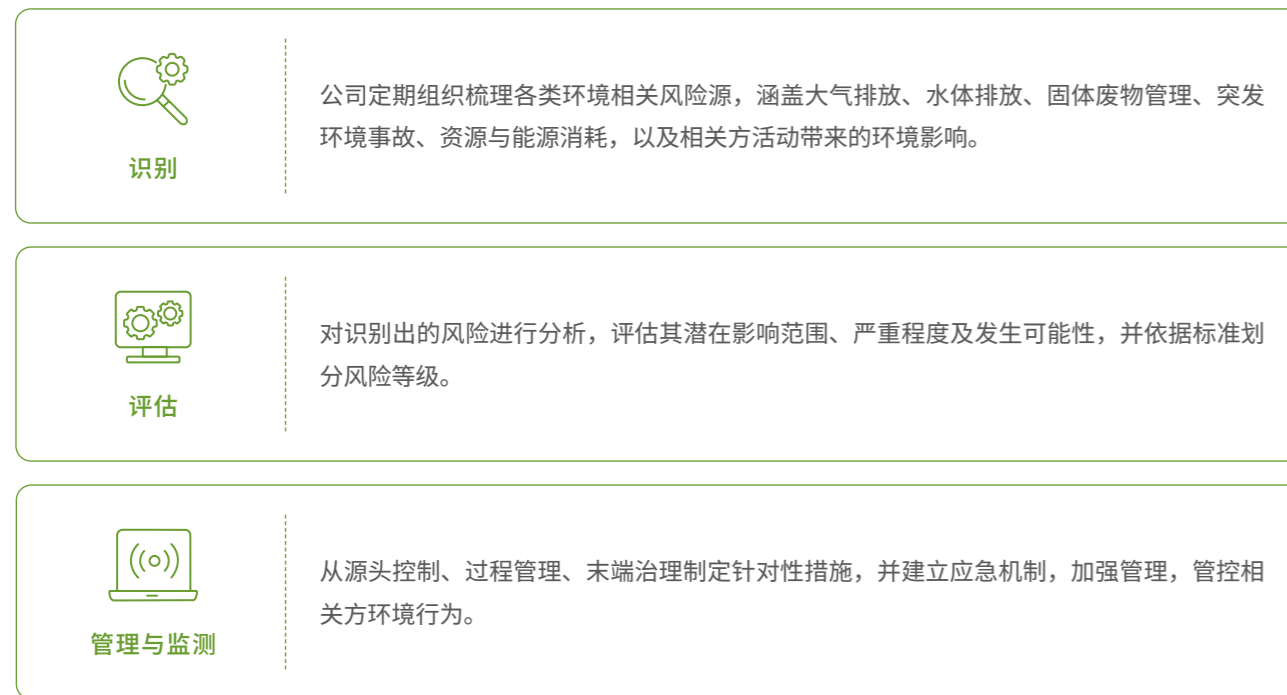 识别
公司定期组织梳理各类环境相关风险源，涵盖大气排放、水体排放、固体废物管理、突发
环境事故、资源与能源消耗，以及相关方活动带来的环境影响。
评估
对识别出的风险进行分析，评估其潜在影响范围、严重程度及发生可能性，并依据标准划
分风险等级。
管理与监测
从源头控制、过程管理、末端治理制定针对性措施，并建立应急机制，加强管理，管控相
关方环境行为。